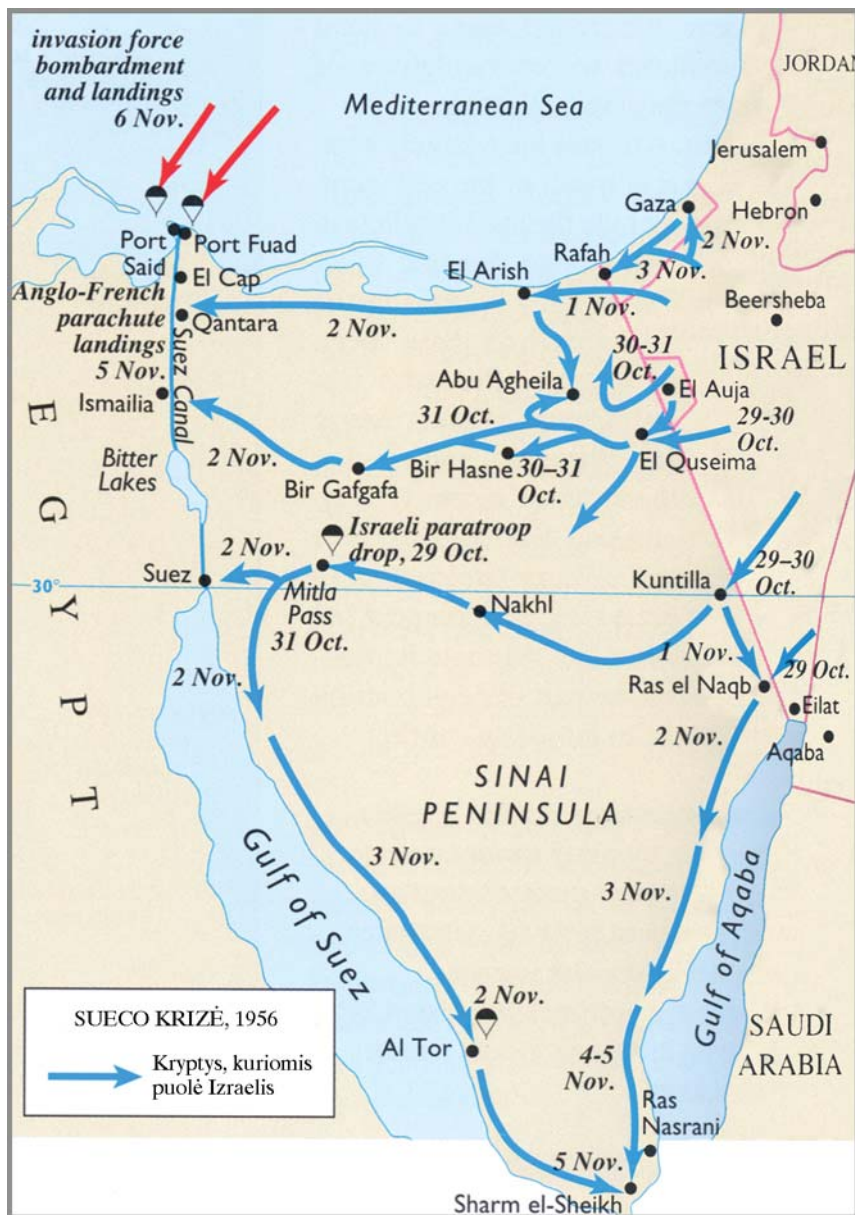 invasion force
bombardment
and landings
6 Nov.
Mediterranean Sea
JORDAN
Jerusalem
Gaza
Hebron
2 Nov.
Port
Said
Port Fuad
Rafah
3 Nov.
El Cap
El Arish
Anglo-French
parachute
landings
5 Nov.
Qantara
2 Nov.
1 Nov.
Beersheba
Suez Canal
30-31
Oct.
ISRAEL
Abu Agheila
El Auja
Ismailia
31 Oct.
29-30
Oct.
EGYPT
Bitter
Lakes
2 Nov.
Bir Gafgafa
Bir Hasne
30–31
Oct.
El Quseima
Israeli paratroop
drop, 29 Oct.
2 Nov.
29–30
Oct.
30°
Suez
Mitla
Pass
31 Oct.
Nakhl
Kuntilla
2 Nov.
1 Nov.
29 Oct.
Ras el Naqb
Eilat
2 Nov.
Aqaba
SINAI
PENINSULA
Gulf of Suez
3 Nov.
3 Nov.
Gulf of Aqaba
2 Nov.
SUECO KRIZĖ, 1956
Kryptys, kuriomis
puolė Izraelis
Al Tor
4-5
Nov.
SAUDI
ARABIA
Ras
Nasrani
5 Nov.
Sharm el-Sheikh